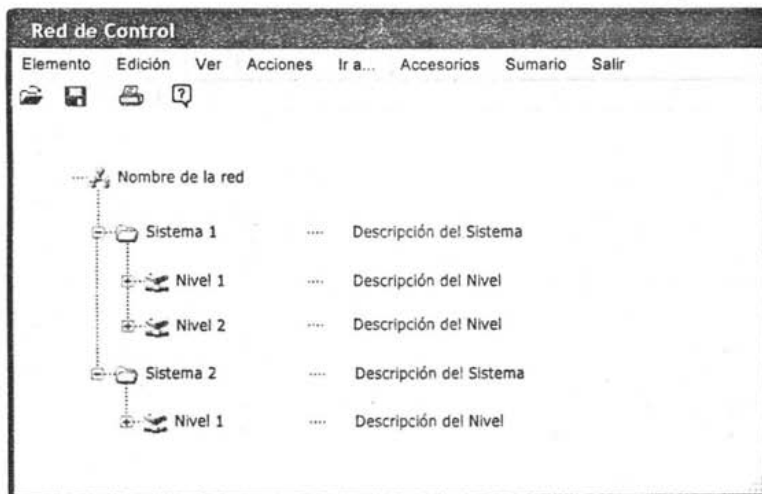 Red de Control
Elemento Edición Ver Acciones Ir a... Accesorios Sumario Salir
?
Nombre de la red
Sistema 1 .... Descripción del Sistema
Nivel 1 .... Descripción del Nivel
Nivel 2 .... Descripción del Nivel
Sistema 2 .... Descripción del Sistema
Nivel 1 .... Descripción del Nivel